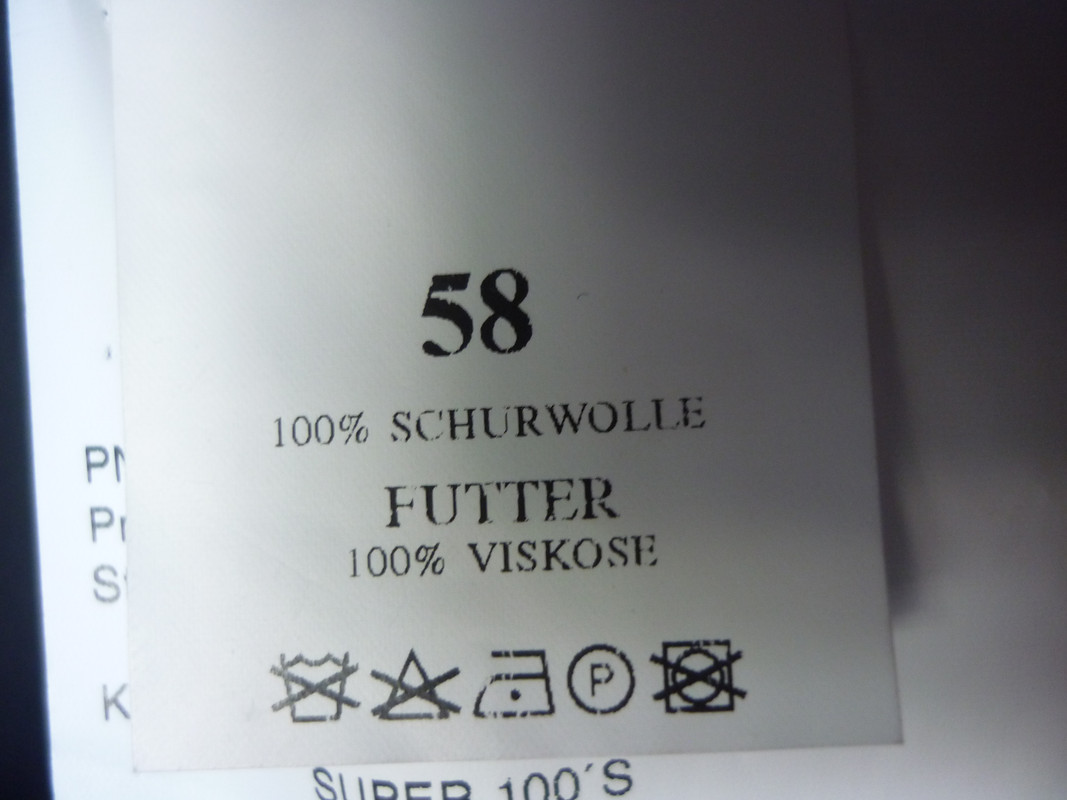 58
100% SCHURWOLLE
FUTTER
100% VISKOSE
P
SUPER 100´S